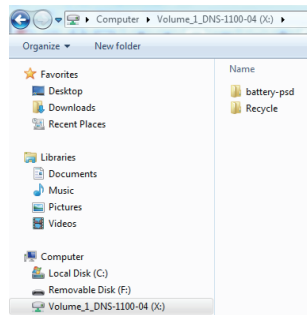 Computer ▸ Volume_1_DNS-1100-04 (X:) ▸
Organize ▾ New folder
Favorites
Desktop
Downloads
Recent Places
Libraries
Documents
Music
Pictures
Videos
Computer
Local Disk (C:)
Removable Disk (F:)
Volume_1_DNS-1100-04 (X:)
Name
battery-psd
Recycle